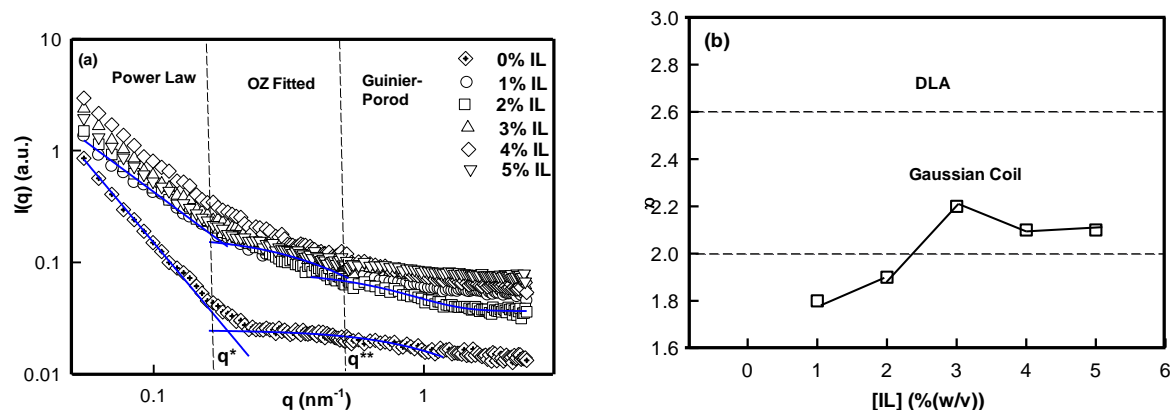 (a)
Power Law
OZ Fitted
Guinier-
Porod
0% IL
1% IL
2% IL
3% IL
4% IL
5% IL
10
1
0.1
0.01
I(q) (a.u.)
q*
q**
0.1
1
q (nm-1)
(b)
DLA
Gaussian Coil
3.0
2.8
2.6
2.4
2.2
2.0
1.8
1.6
0
1
2
3
4
5
6
[IL] (%(w/v))